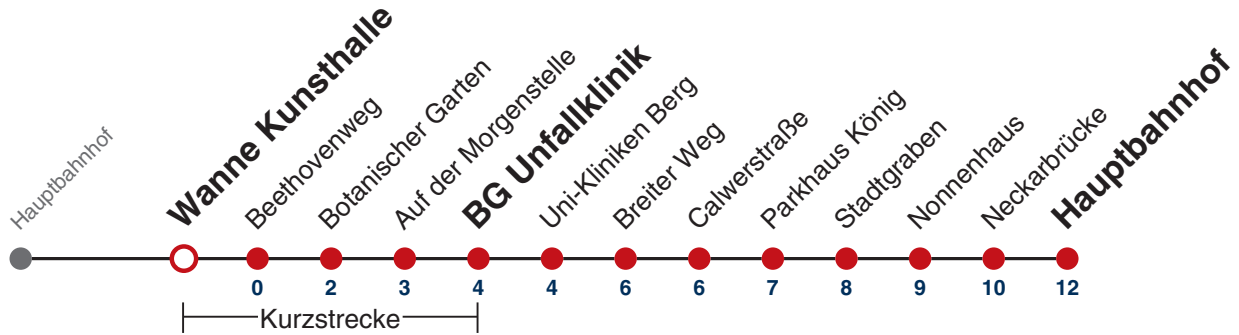 Hauptbahnhof
Wanne Kunsthalle
Beethovenweg
Botanischer Garten
Auf der Morgenstelle
BG Unfallklinik
Uni-Kliniken Berg
Breiter Weg
Calwerstraße
Parkhaus König
Stadtgraben
Nonnenhaus
Neckarbrücke
Hauptbahnhof
0 2 3 4 4 6 6 7 8 9 10 12
Kurzstrecke